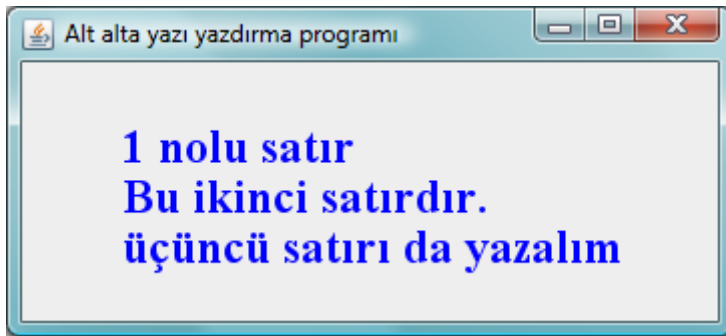 Alt alta yazı yazdırma programı
1 nolu satır
Bu ikinci satırdır.
üçüncü satırı da yazalım